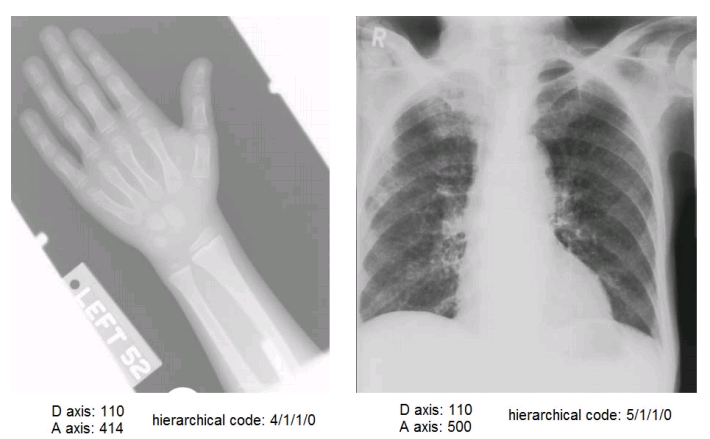 R
LEFT 52
D axis: 110
A axis: 414
hierarchical code: 4/1/1/0
D axis: 110
A axis: 500
hierarchical code: 5/1/1/0